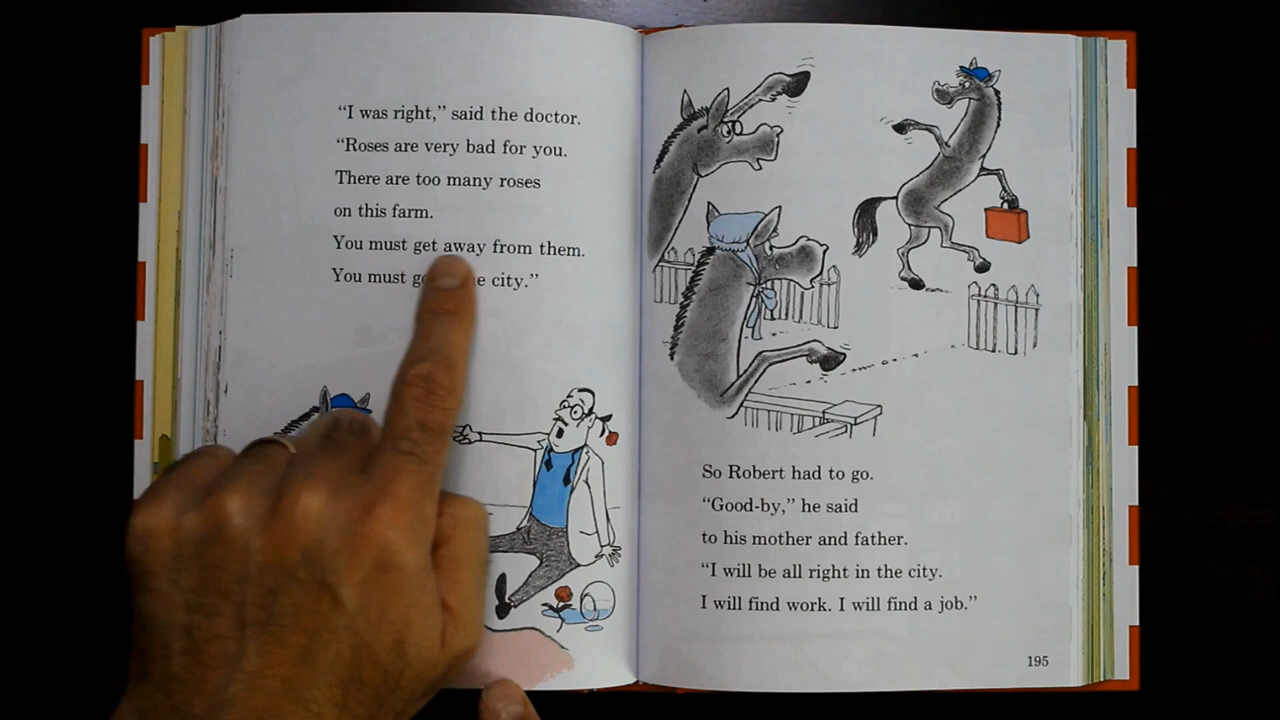 “I was right,” said the doctor.
“Roses are very bad for you.
There are too many roses
on this farm.
You must get away from them.
You must city.”
So Robert had to go.
“Good-by,” he said
to his mother and father.
“I will be all right in the city.
I will find work. I will find a job.”
195